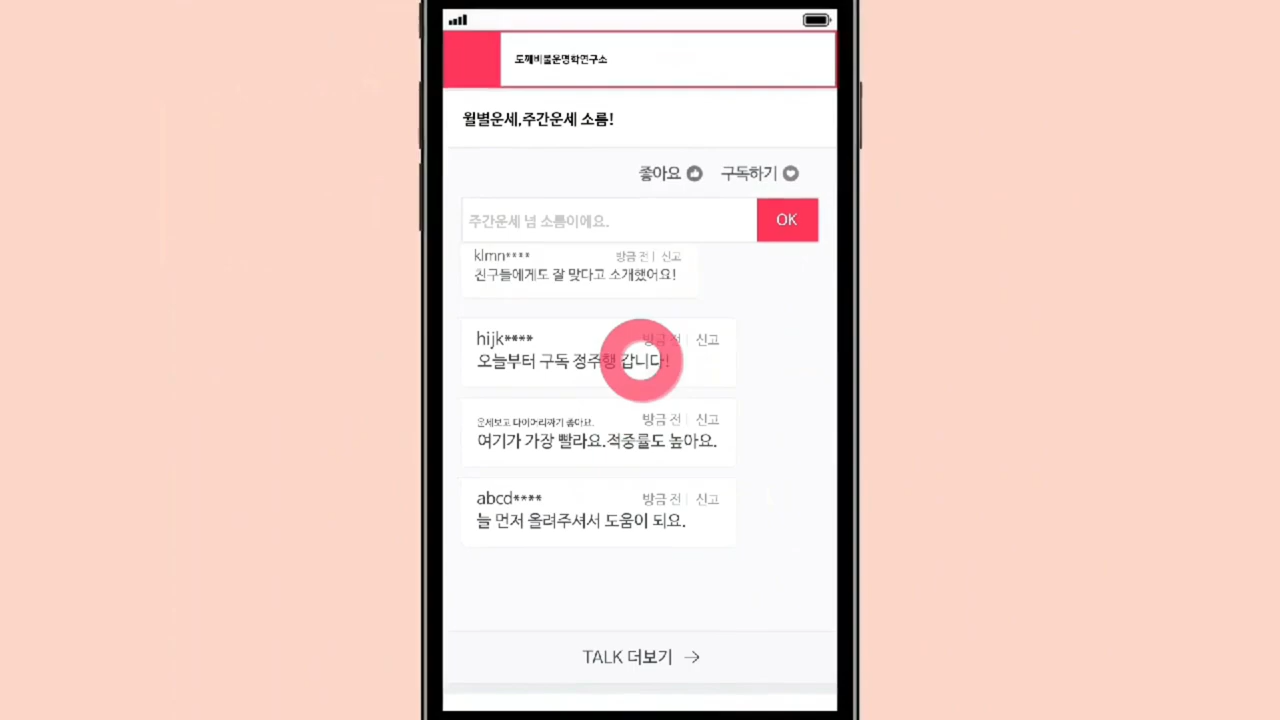 도깨비불운명학연구소
월별운세,주간운세 소름!
좋아요 구독하기
주간운세 넘 소름이에요. OK
klmn**** 방금 전 | 신고
친구들에게도 잘 맞다고 소개했어요!
hijk**** 방금 전 | 신고
오늘부터 구독 정주행 갑니다!
운세보고 다이어리까기 좋아요. 방금 전 | 신고
여기가 가장 빨라요.적중률도 높아요.
abcd**** 방금 전 | 신고
늘 먼저 올려주셔서 도움이 되요.
TALK 더보기 →